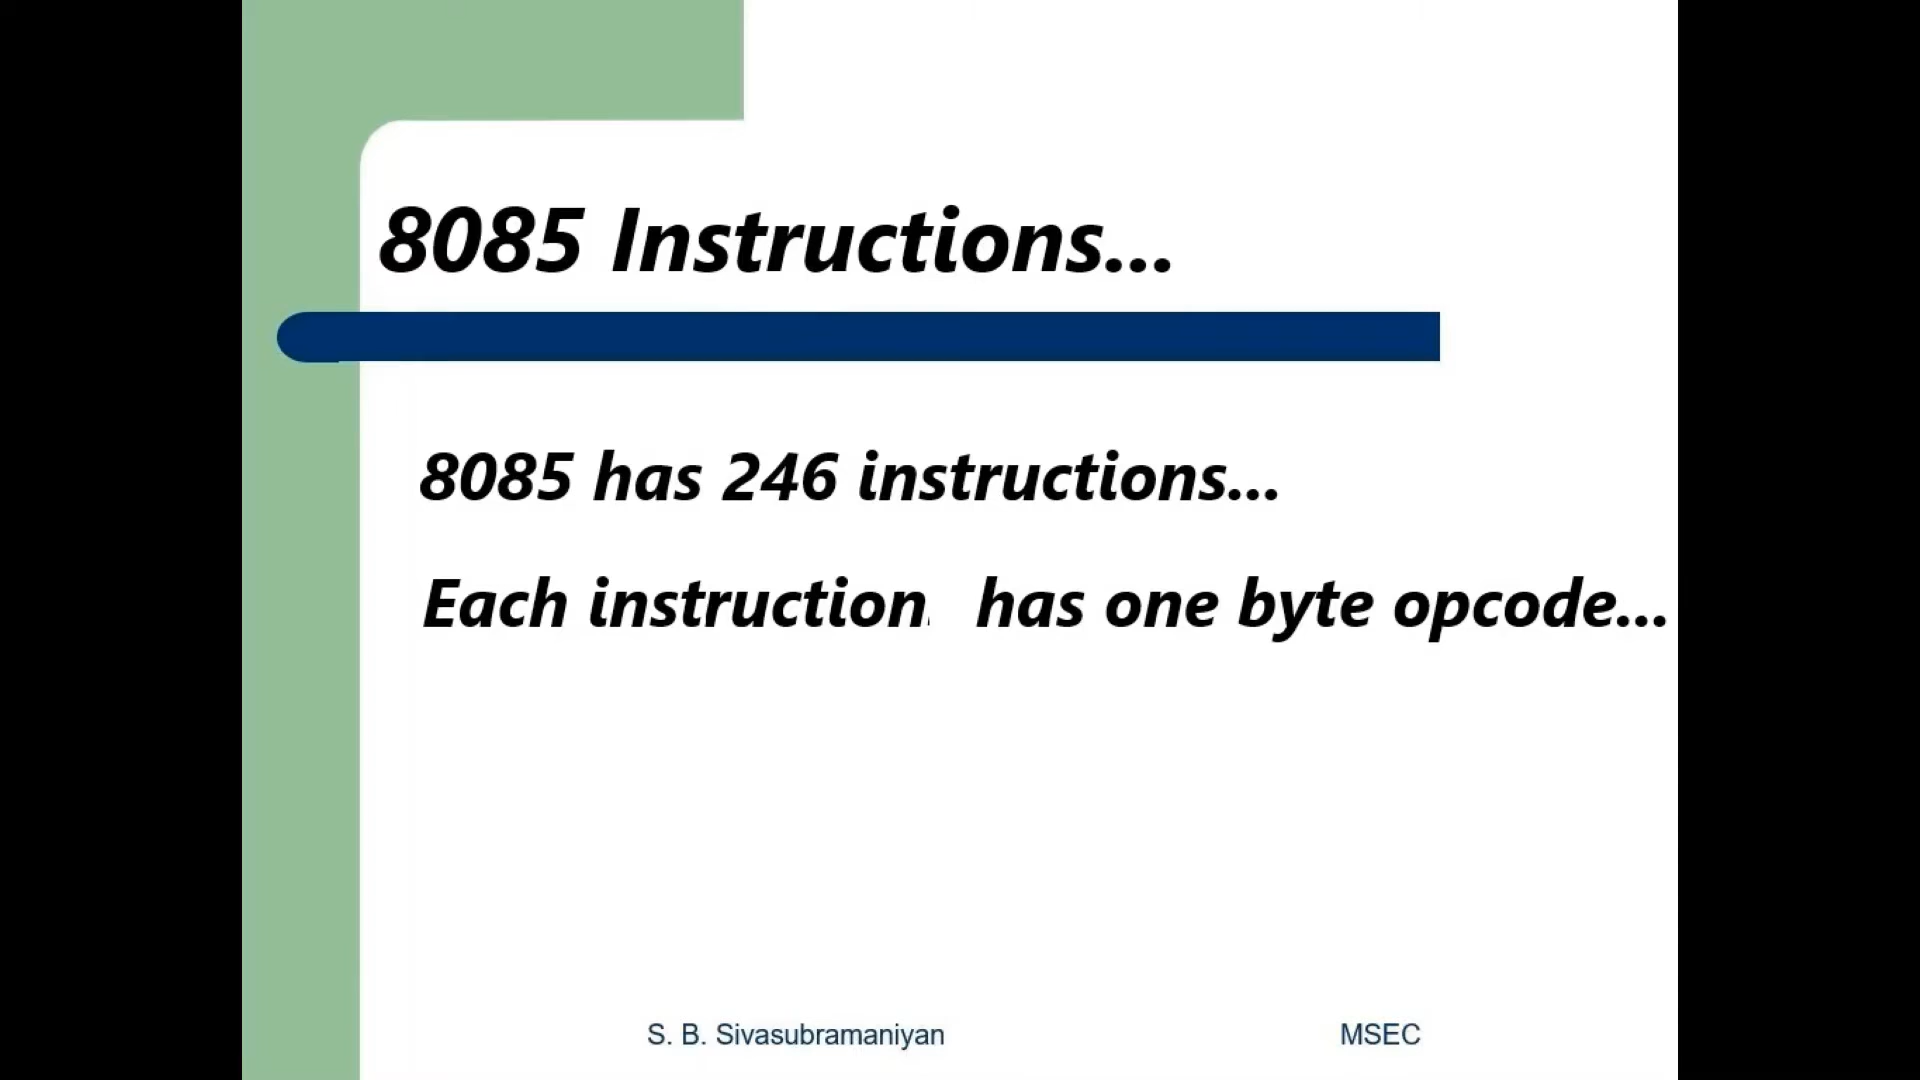 8085 Instructions...
8085 has 246 instructions...
Each instruction. has one byte opcode...
S. B. Sivasubramaniyan MSEC